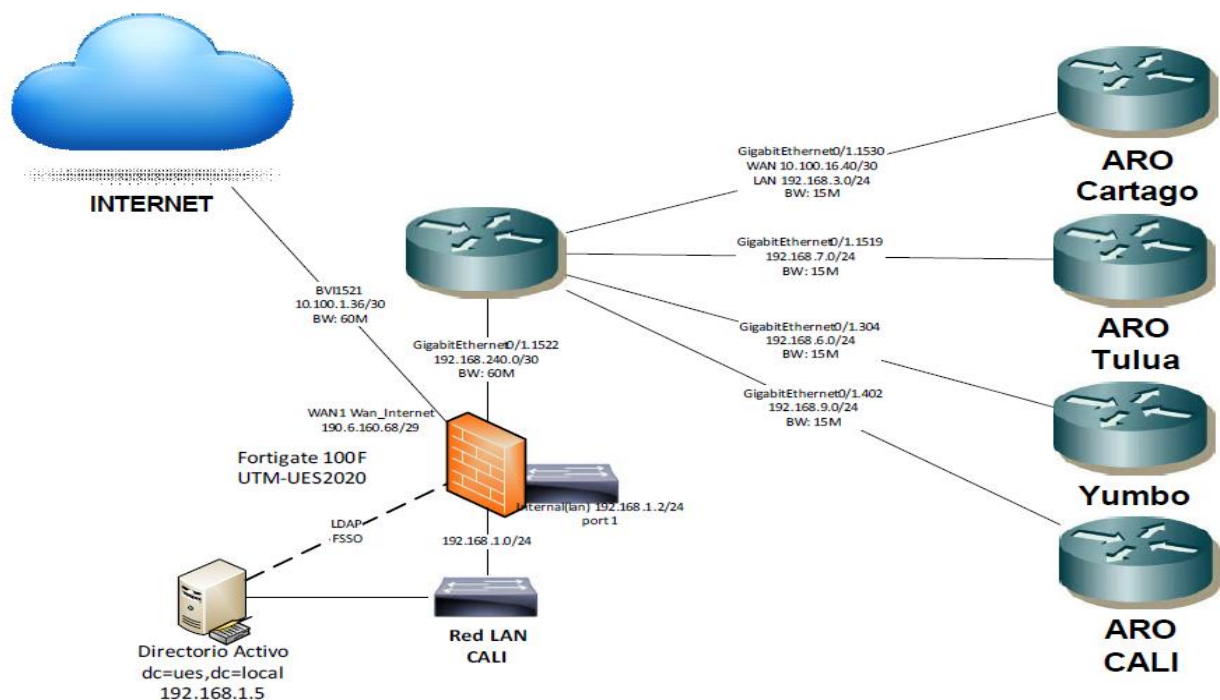 INTERNET
GigabitEthernet0/1.1530
WAN 10.100.16.40/30
LAN 192.168.3.0/24
BW: 15M
ARO
Cartago
GigabitEthernet0/1.1519
192.168.7.0/24
BW: 15M
ARO
Tulua
BVI1521
10.100.1.36/30
BW: 60M
GigabitEthernet0/1.1522
192.168.240.0/30
BW: 60M
GigabitEthernet0/1.304
192.168.6.0/24
BW: 15M
Yumbo
GigabitEthernet0/1.402
192.168.9.0/24
BW: 15M
ARO
CALI
WAN1 Wan_Internet
190.6.160.68/29
Fortigate 100F
UTM-UES2020
Internal(lan) 192.168.1.2/24
port 1
LDAP
FSSO
192.168.1.0/24
Red LAN
CALI
Directorio Activo
dc=ues,dc=local
192.168.1.5